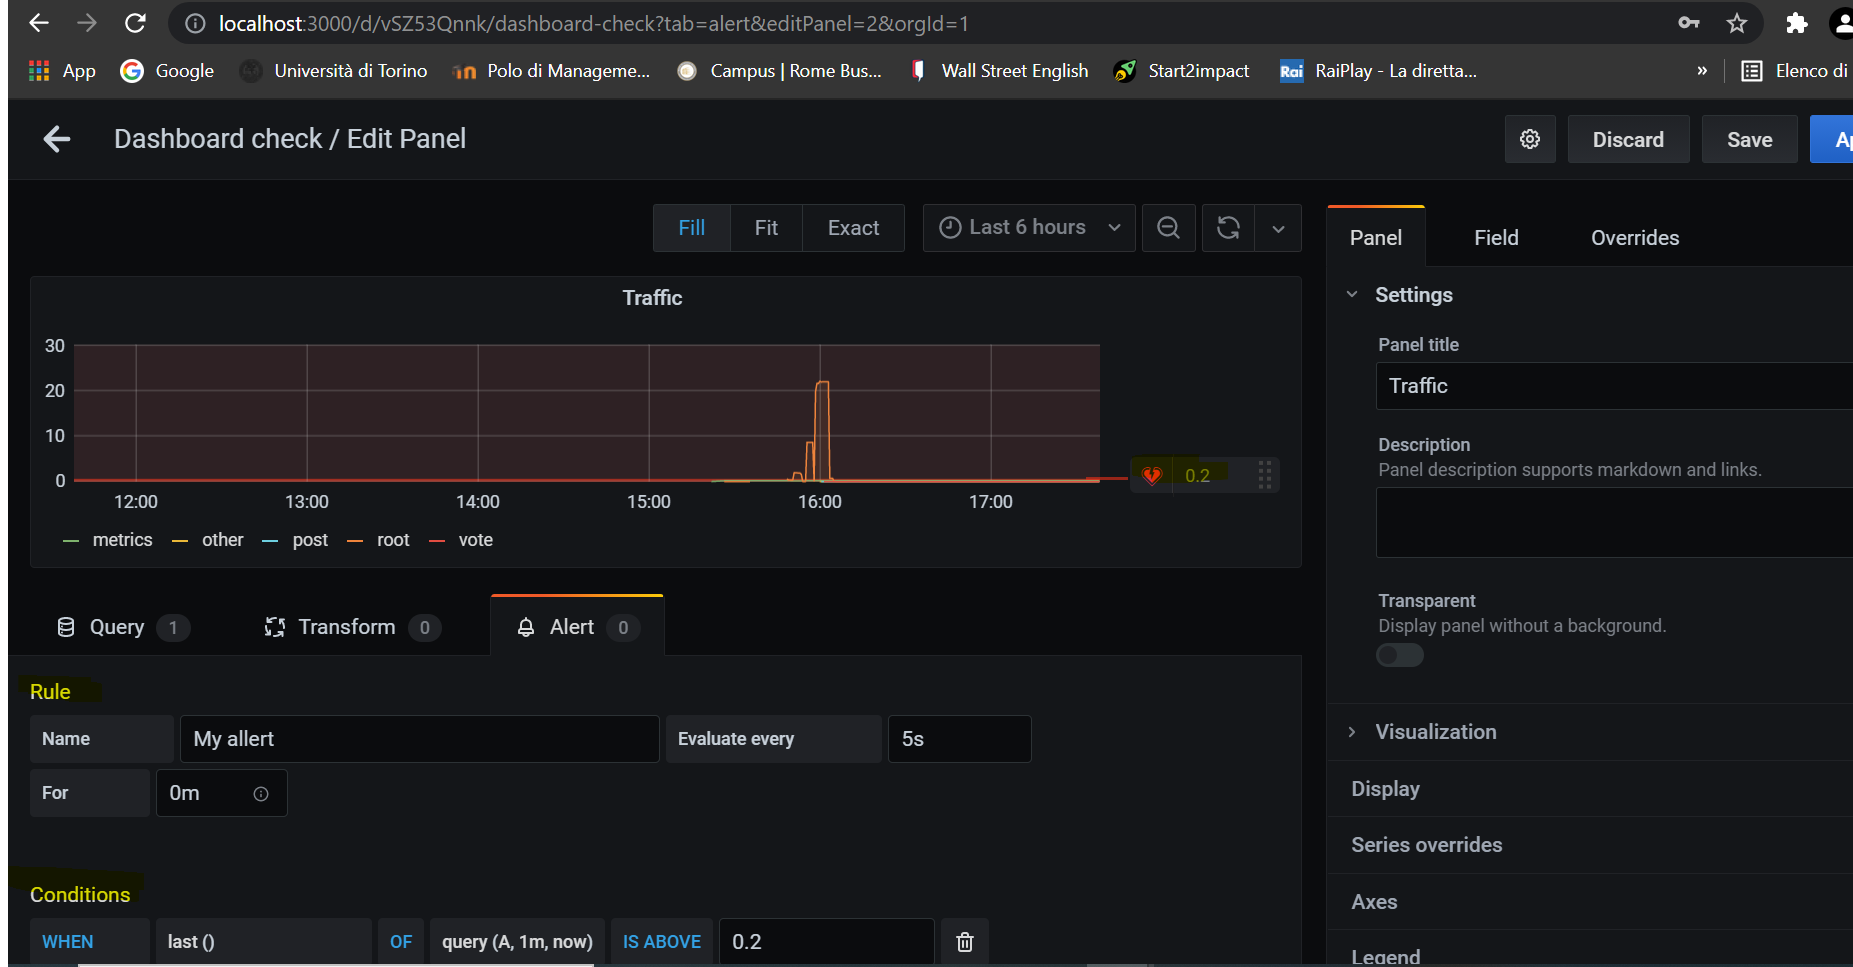 localhost:3000/d/vSZ53Qnnk/dashboard-check?tab=alert&editPanel=2&orgId=1
App Google Università di Torino Polo di Manageme... Campus | Rome Bus... Wall Street English Start2impact Rai RaiPlay - La diretta... » Elenco di
Dashboard check / Edit Panel
Discard Save Ap
Fill Fit Exact Last 6 hours
Panel Field Overrides
Traffic
30
20
10
0
12:00 13:00 14:00 15:00 16:00 17:00
0.2
metrics other post root vote
Query 1 Transform 0 Alert 0
Rule
Name My allert Evaluate every 5s
For 0m
Conditions
WHEN last () OF query (A, 1m, now) IS ABOVE 0.2
Settings
Panel title
Traffic
Description
Panel description supports markdown and links.
Transparent
Display panel without a background.
Visualization
Display
Series overrides
Axes
Legend